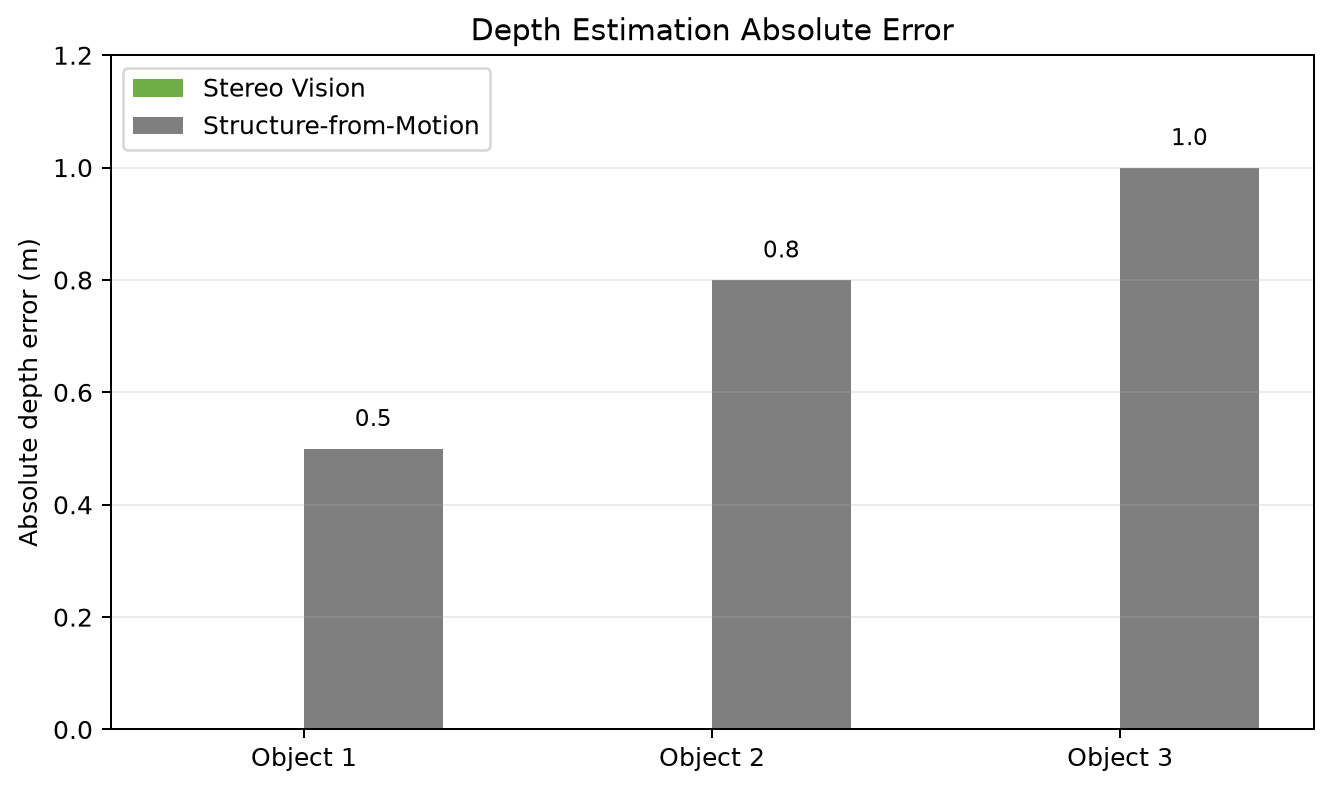 Depth Estimation Absolute Error
Stereo Vision
Structure-from-Motion
Absolute depth error (m)
1.2
1.0
0.8
0.6
0.4
0.2
0.0
0.5
0.8
1.0
Object 1
Object 2
Object 3